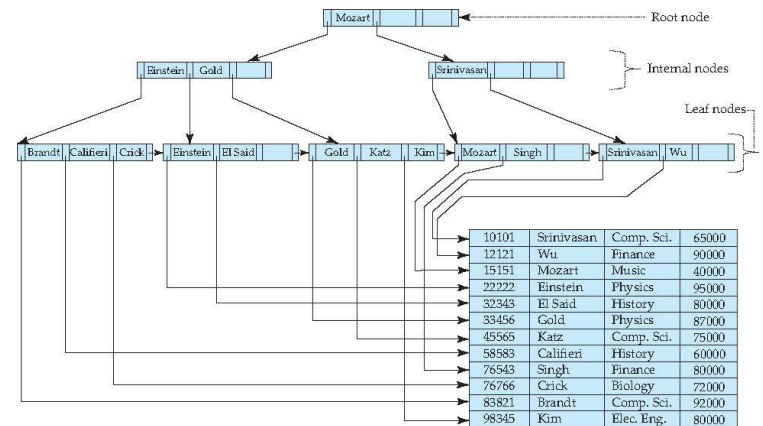 Mozart
Root node
Einstein Gold
Srinivasan
Internal nodes
Leaf nodes
Brandt Califieri Crick Einstein El Said Gold Katz Kim Mozart Singh Srinivasan Wu
10101 Srinivasan Comp. Sci. 65000
12121 Wu Finance 90000
15151 Mozart Music 40000
22222 Einstein Physics 95000
32343 El Said History 80000
33456 Gold Physics 87000
45565 Katz Comp. Sci. 75000
58583 Califieri History 60000
76543 Singh Finance 80000
76766 Crick Biology 72000
83821 Brandt Comp. Sci. 92000
98345 Kim Elec. Eng. 80000